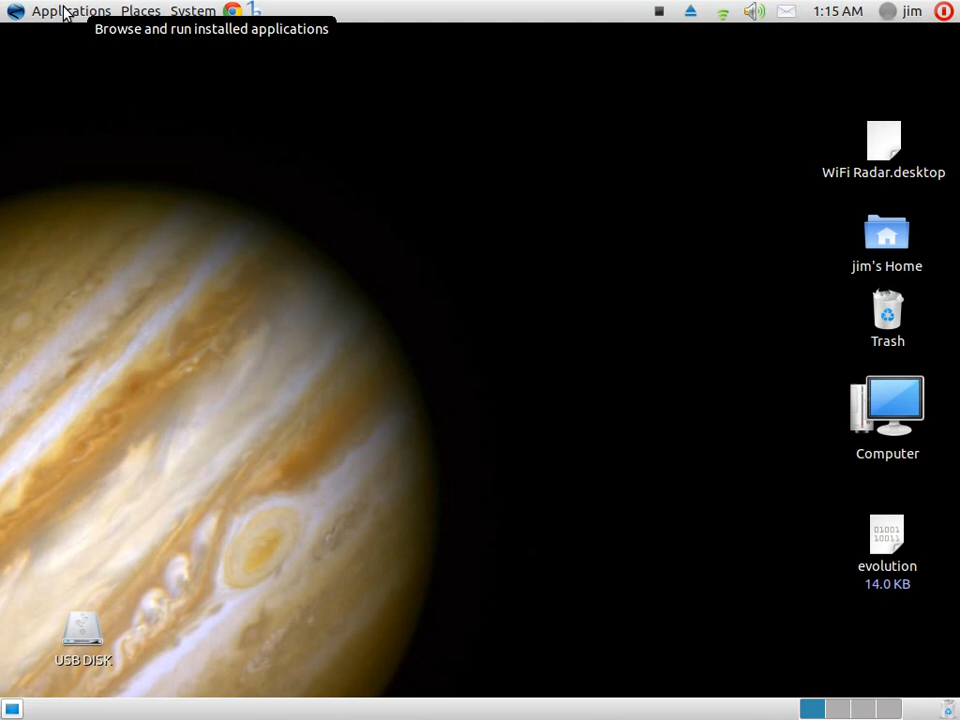 Applications Places System 1:15 AM jim
Browse and run installed applications
WiFi Radar.desktop
jim's Home
Trash
Computer
01001
10011
evolution
14.0 KB
USB DISK